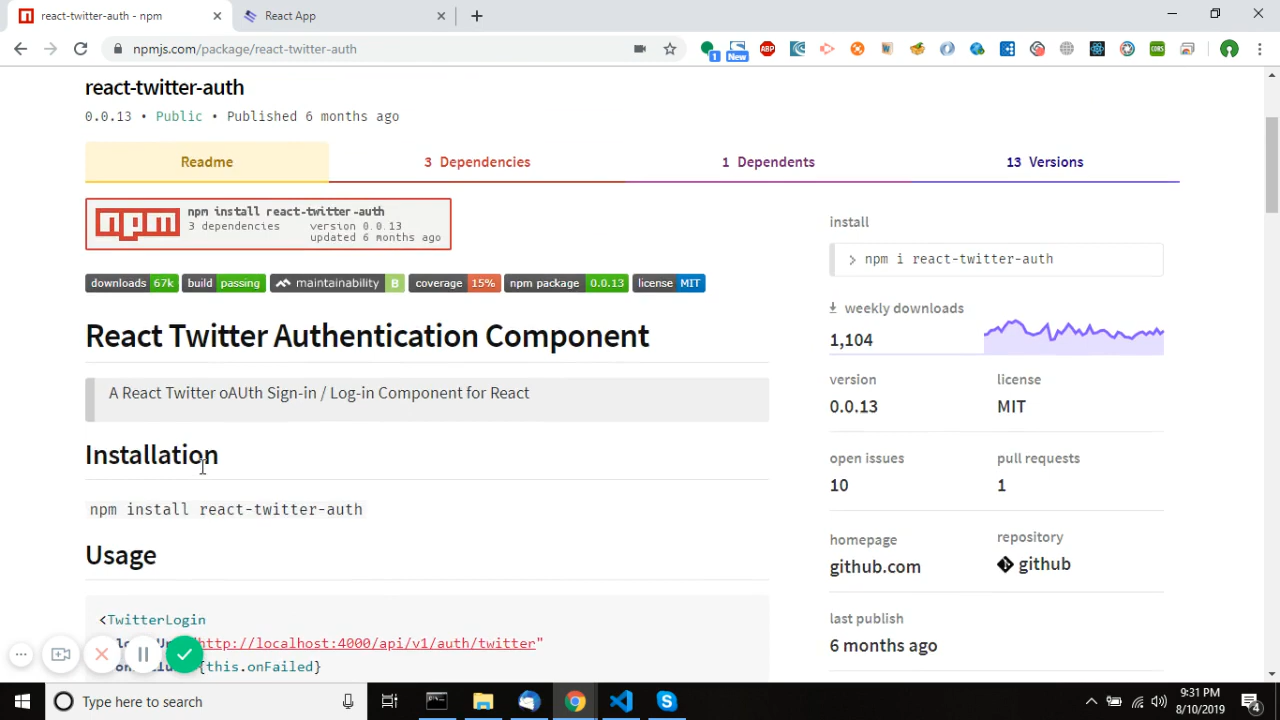 react-twitter-auth - npm
React App
npmjs.com/package/react-twitter-auth
1
New
ABP
CORS
react-twitter-auth
0.0.13 • Public • Published 6 months ago
Readme
3 Dependencies
1 Dependents
13 Versions
npm
npm install react-twitter-auth
3 dependencies version 0.0.13
updated 6 months ago
downloads 67k build passing maintainability B coverage 15% npm package 0.0.13 license MIT
React Twitter Authentication Component
A React Twitter oAUth Sign-in / Log-in Component for React
Installation
npm install react-twitter-auth
Usage
<TwitterLogin
"http://localhost:4000/api/v1/auth/twitter"
{this.onFailed}
install
> npm i react-twitter-auth
weekly downloads
1,104
version
0.0.13
license
MIT
open issues
10
pull requests
1
homepage
github.com
repository
github
last publish
6 months ago
Type here to search
9:31 PM
8/10/2019
4